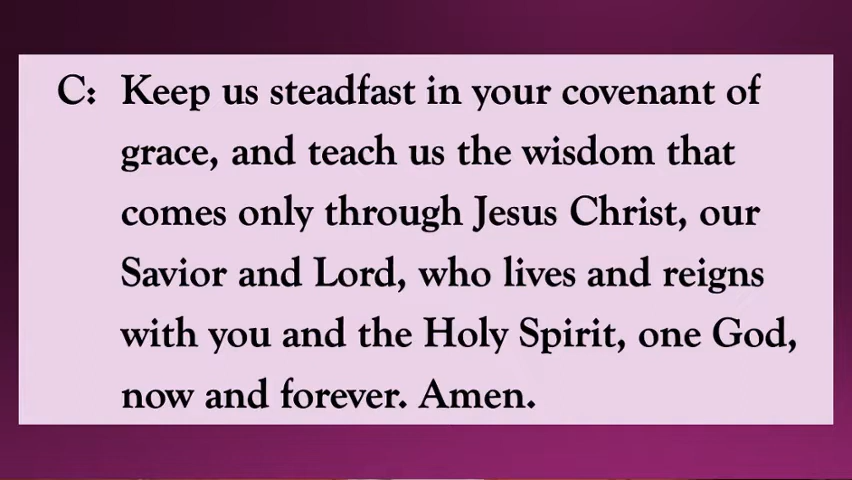 C: Keep us steadfast in your covenant of
grace, and teach us the wisdom that
comes only through Jesus Christ, our
Savior and Lord, who lives and reigns
with you and the Holy Spirit, one God,
now and forever. Amen.